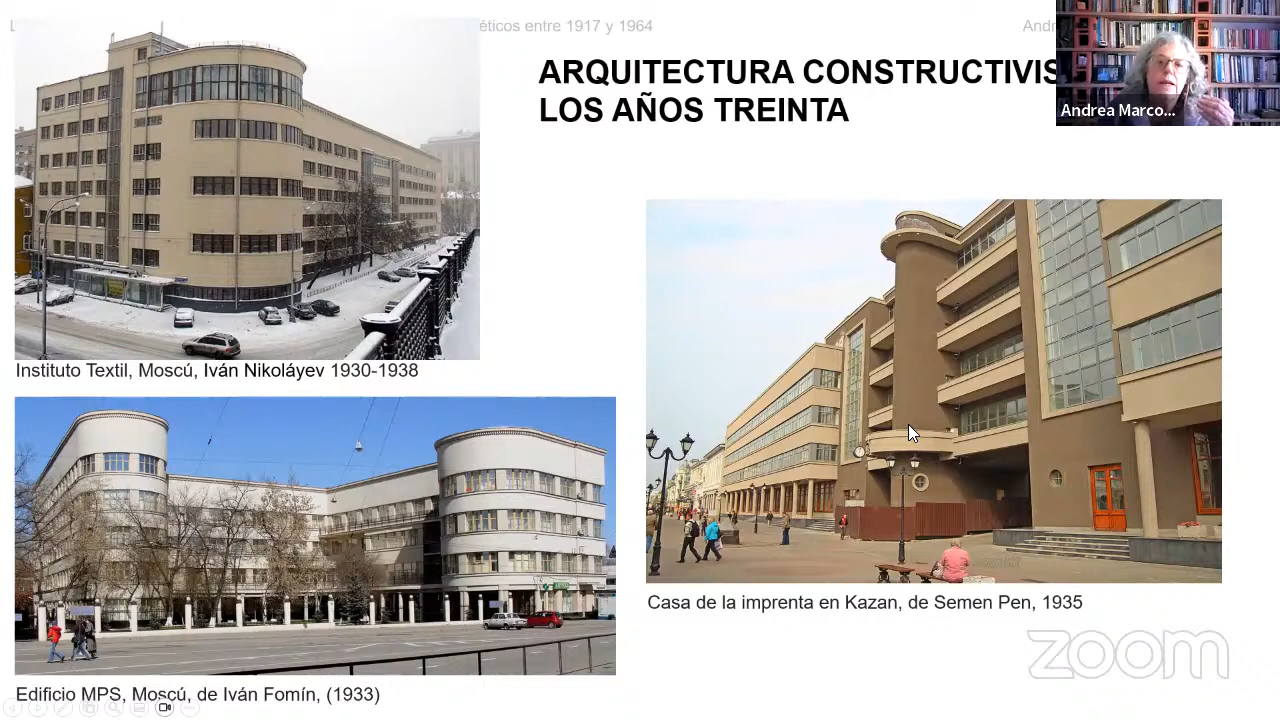 éticos entre 1917 y 1964
ARQUITECTURA CONSTRUCTIVIS
LOS AÑOS TREINTA
Andrea Marco...
Instituto Textil, Moscú, Iván Nikoláyev 1930-1938
Casa de la imprenta en Kazan, de Semen Pen, 1935
Edificio MPS, Moscú, de Iván Fomín, (1933)
zoom